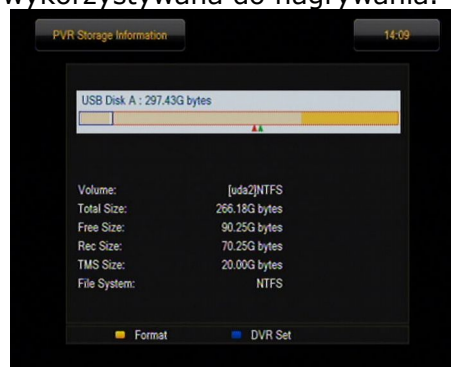 wykorzystywana do nagrywania.
PVR Storage Information 14:09
USB Disk A : 297.43G bytes
Volume: [uda2]NTFS
Total Size: 266.18G bytes
Free Size: 90.25G bytes
Rec Size: 70.25G bytes
TMS Size: 20.00G bytes
File System: NTFS
Format DVR Set